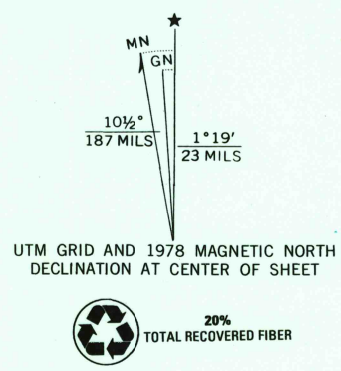 MN
GN
10½°
187 MILS
1°19′
23 MILS
UTM GRID AND 1978 MAGNETIC NORTH
DECLINATION AT CENTER OF SHEET
20%
TOTAL RECOVERED FIBER